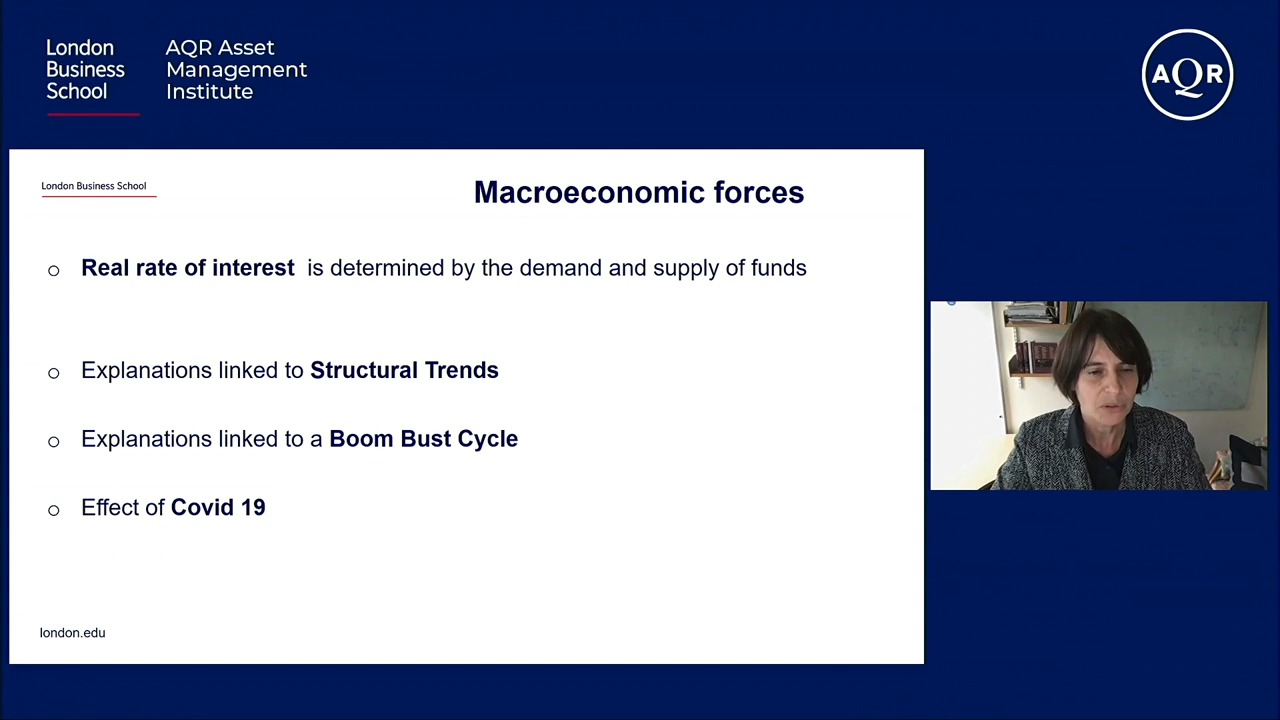 London
Business
School
AQR Asset
Management
Institute
AQR
London Business School
Macroeconomic forces
Real rate of interest is determined by the demand and supply of funds
Explanations linked to Structural Trends
Explanations linked to a Boom Bust Cycle
Effect of Covid 19
london.edu